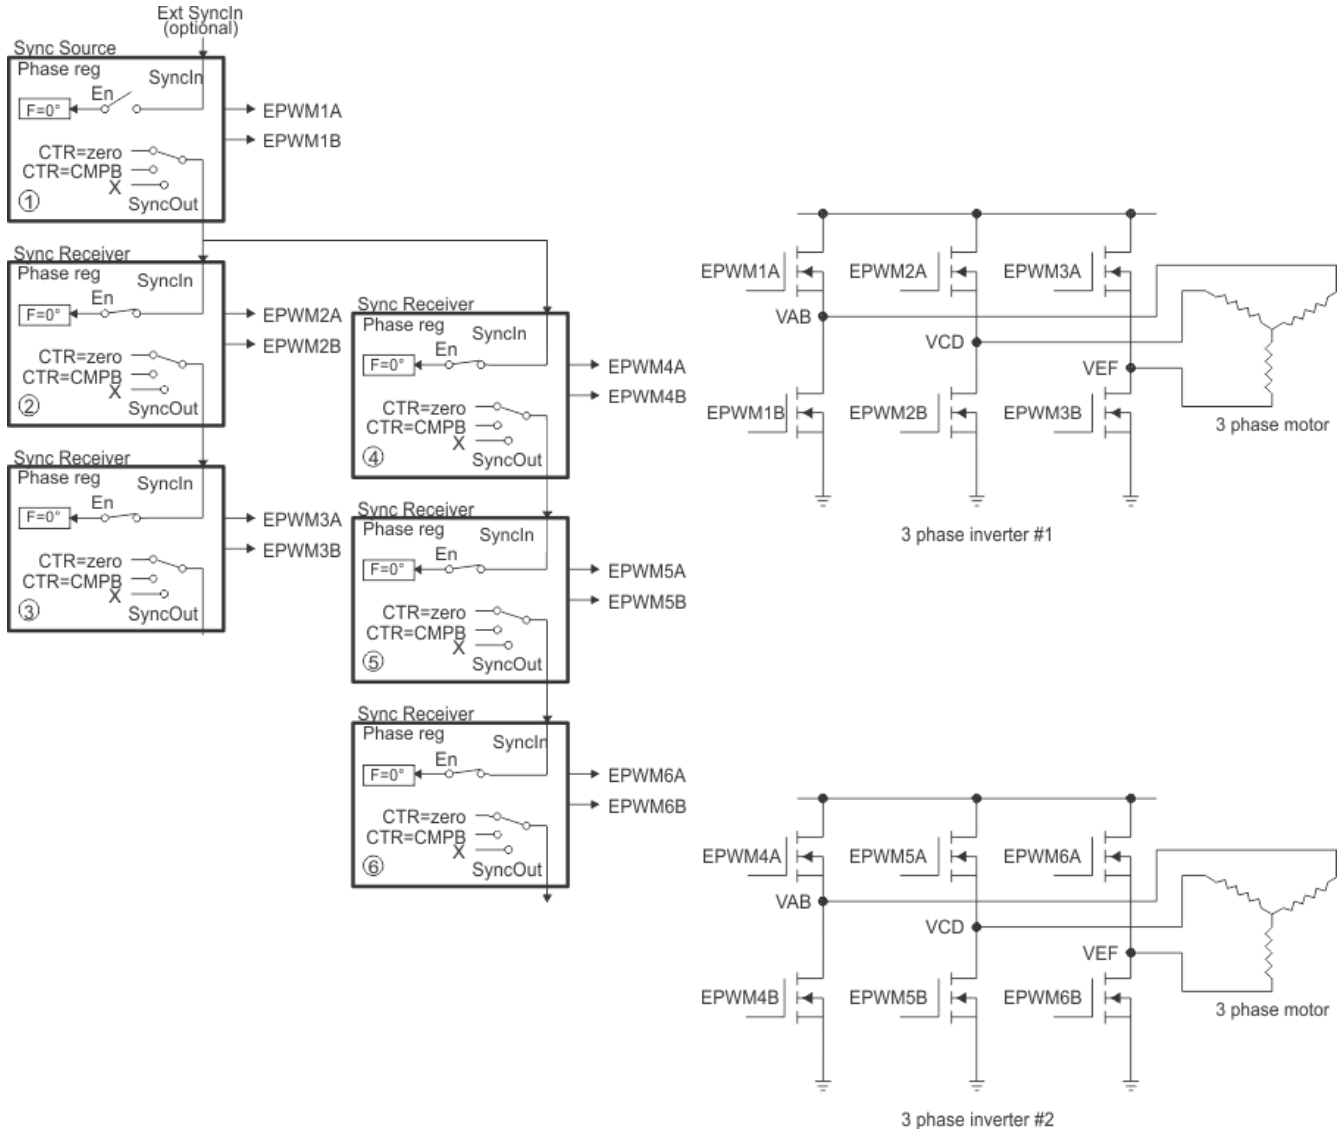 Ext SyncIn
(optional)
Sync Source
Phase reg
SyncIn
En
F=0°
EPWM1A
EPWM1B
CTR=zero
CTR=CMPB
X
1
SyncOut
Sync Receiver
Phase reg
SyncIn
En
F=0°
EPWM2A
EPWM2B
CTR=zero
CTR=CMPB
X
2
SyncOut
Sync Receiver
Phase reg
SyncIn
En
F=0°
EPWM3A
EPWM3B
CTR=zero
CTR=CMPB
X
3
SyncOut
Sync Receiver
Phase reg
SyncIn
En
F=0°
EPWM4A
EPWM4B
CTR=zero
CTR=CMPB
X
4
SyncOut
Sync Receiver
Phase reg
SyncIn
En
F=0°
EPWM5A
EPWM5B
CTR=zero
CTR=CMPB
X
5
SyncOut
Sync Receiver
Phase reg
SyncIn
En
F=0°
EPWM6A
EPWM6B
CTR=zero
CTR=CMPB
X
6
SyncOut
EPWM1A
EPWM2A
EPWM3A
VAB
VCD
VEF
EPWM1B
EPWM2B
EPWM3B
3 phase motor
3 phase inverter #1
EPWM4A
EPWM5A
EPWM6A
VAB
VCD
VEF
EPWM4B
EPWM5B
EPWM6B
3 phase motor
3 phase inverter #2